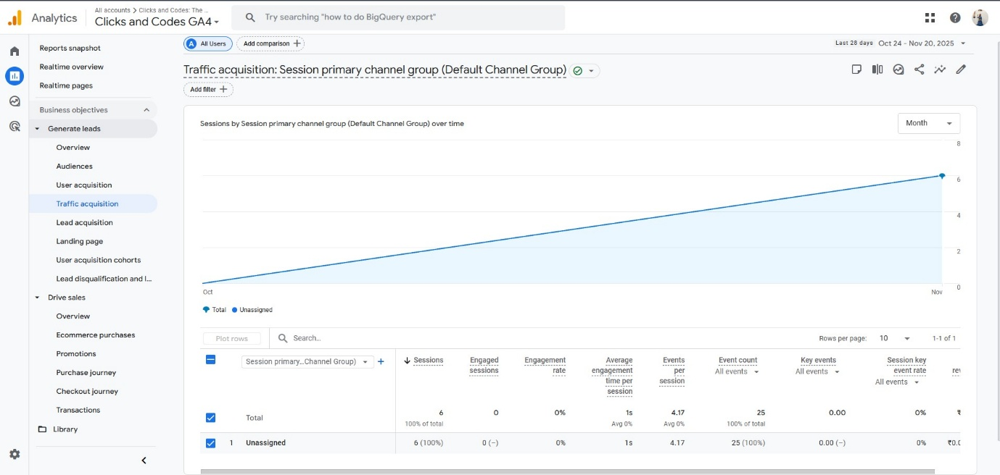 Analytics
All accounts > Clicks and Codes: The ...
Clicks and Codes GA4
Try searching "how to do BigQuery export"
Reports snapshot
Realtime overview
Realtime pages
Business objectives
Generate leads
Overview
Audiences
User acquisition
Traffic acquisition
Lead acquisition
Landing page
User acquisition cohorts
Lead disqualification and l...
Drive sales
Overview
Ecommerce purchases
Promotions
Purchase journey
Checkout journey
Transactions
Library
A All Users
Add comparison +
Last 28 days Oct 24 - Nov 20, 2025
Traffic acquisition: Session primary channel group (Default Channel Group)
Add filter +
Sessions by Session primary channel group (Default Channel Group) over time
Month
8
6
4
2
0
Oct
Nov
Total Unassigned
Plot rows
Search...
Rows per page: 10
1-1 of 1
Session primary...Channel Group) +
Sessions
Engaged
sessions
Engagement
rate
Average
engagement
time per
session
Events
per
session
Event count
All events
Key events
All events
Session key
event rate
All events
rev
Total
6
100% of total
0
0%
1s
Avg 0%
4.17
Avg 0%
25
100% of total
0.00
0%
₹
1 Unassigned 6 (100%) 0 (–) 0% 1s 4.17 25 (100%) 0.00 (–) 0% ₹0.0